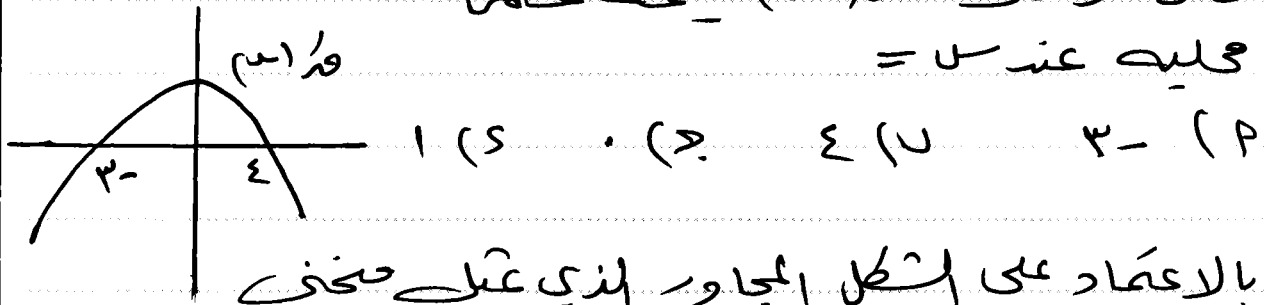 محلية عند س =
قَ(س)
أ) -٣ ب) ٤ ج) ٠ د) ١
-٣ ٤
بالاعتماد على الشكل المجاور الذي يمثل منحنى